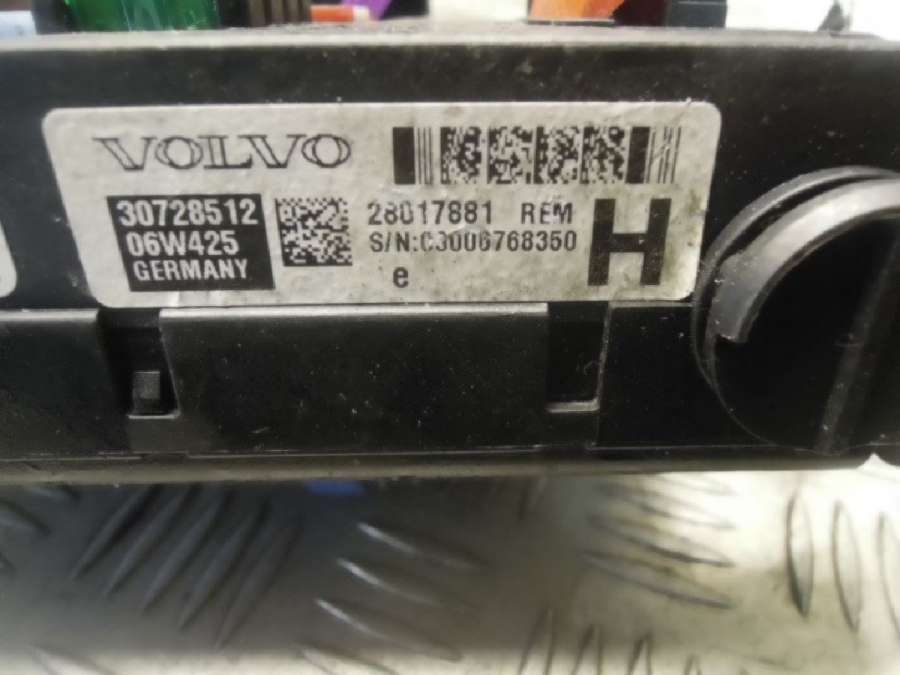 VOLVO
30728512
06W425
GERMANY
28017881 REM
S/N:C3006768350
e
H